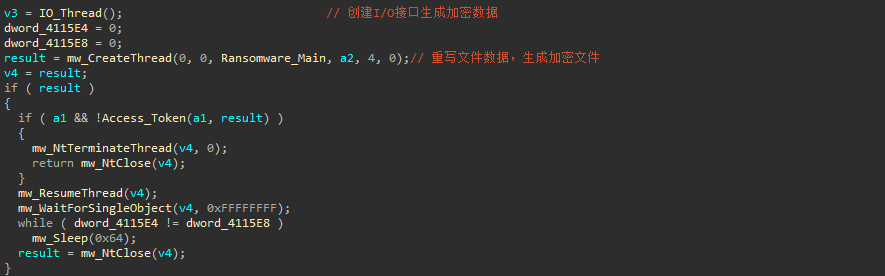 v3 = IO_Thread(); // 创建I/O接口生成加密数据
dword_4115E4 = 0;
dword_4115E8 = 0;
result = mw_CreateThread(0, 0, Ransomware_Main, a2, 4, 0);// 重写文件数据，生成加密文件
v4 = result;
if ( result )
{
  if ( a1 && !Access_Token(a1, result) )
  {
    mw_NtTerminateThread(v4, 0);
    return mw_NtClose(v4);
  }
  mw_ResumeThread(v4);
  mw_WaitForSingleObject(v4, 0xFFFFFFFF);
  while ( dword_4115E4 != dword_4115E8 )
    mw_Sleep(0x64);
  result = mw_NtClose(v4);
}